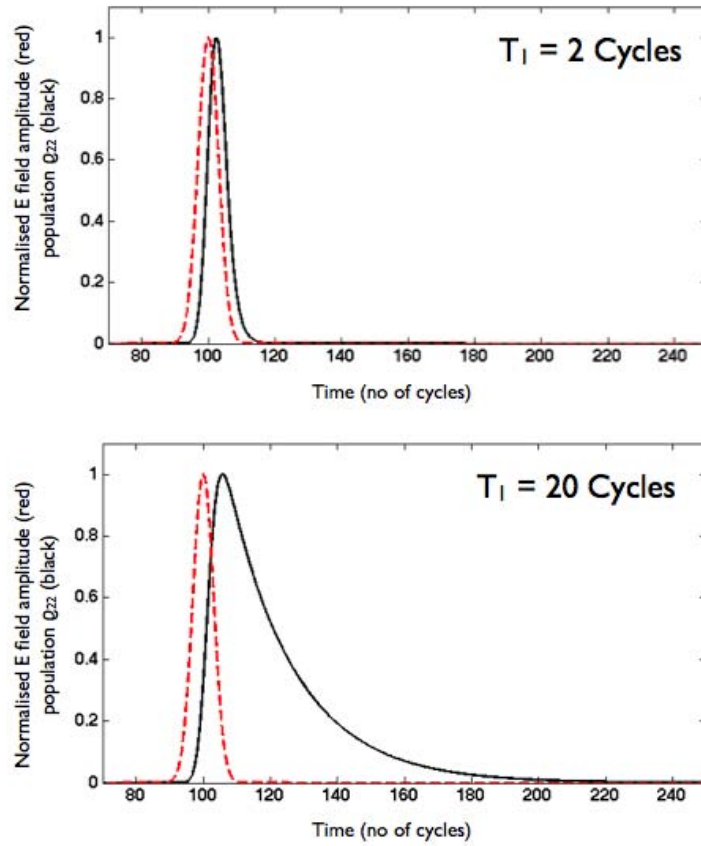 T₁ = 2 Cycles
Normalised E field amplitude (red)
population ϱ₂₂ (black)
1
0.8
0.6
0.4
0.2
0
80 100 120 140 160 180 200 220 240
Time (no of cycles)
T₁ = 20 Cycles
Normalised E field amplitude (red)
population ϱ₂₂ (black)
1
0.8
0.6
0.4
0.2
0
80 100 120 140 160 180 200 220 240
Time (no of cycles)